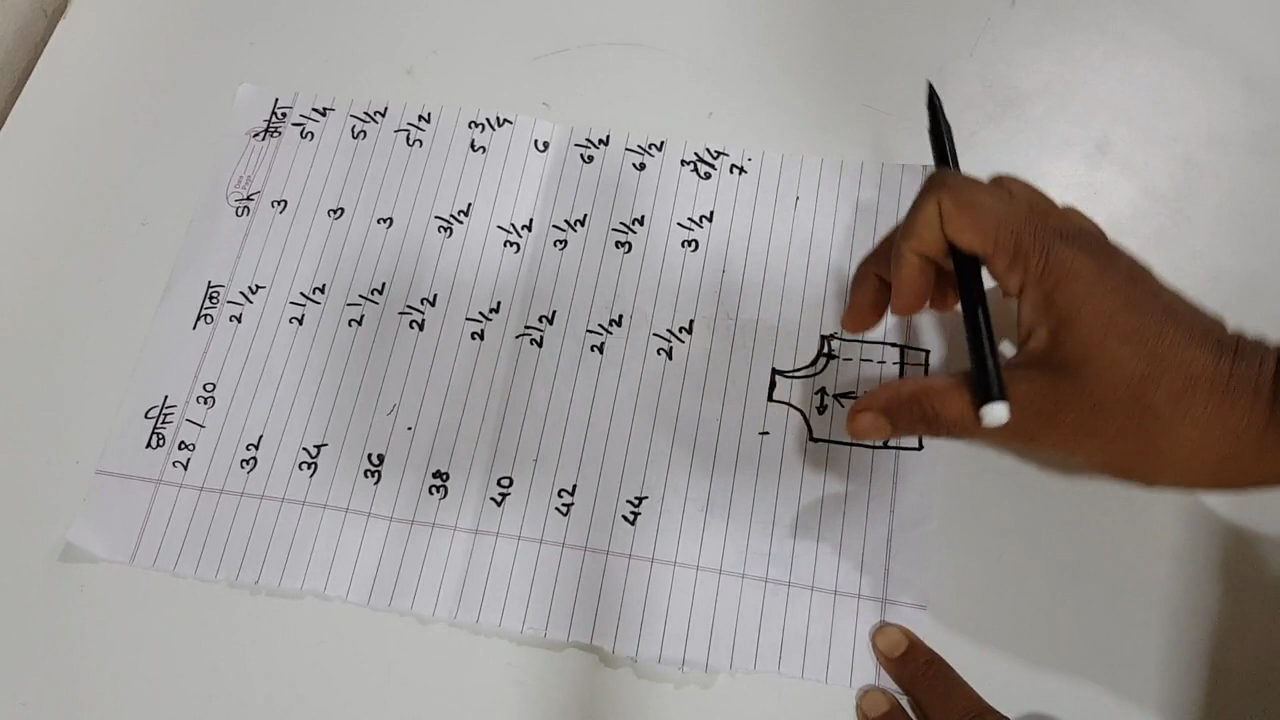 छाती गळा Sh
28 / 30 2 1/4 3 5 1/4
32 2 1/2 3 5 1/2
34 2 1/2 3 5 1/2
36 2 1/2 3 1/2 5 3/4
38 2 1/2 3 1/2 6
40 2 1/2 3 1/2 6 1/2
42 2 1/2 3 1/2 6 1/2
44 2 1/2 3 1/2 6 3/4
7.